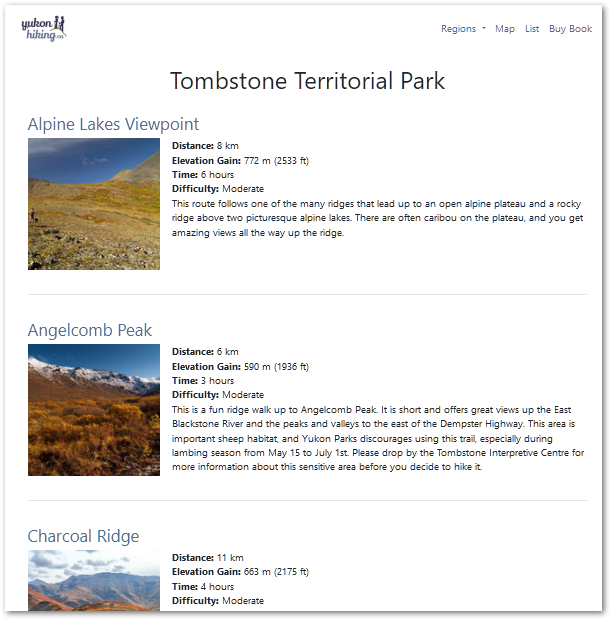 yukon
hiking.ca
Regions Map List Buy Book
Tombstone Territorial Park
Alpine Lakes Viewpoint
Distance: 8 km
Elevation Gain: 772 m (2533 ft)
Time: 6 hours
Difficulty: Moderate
This route follows one of the many ridges that lead up to an open alpine plateau and a rocky
ridge above two picturesque alpine lakes. There are often caribou on the plateau, and you get
amazing views all the way up the ridge.
Angelcomb Peak
Distance: 6 km
Elevation Gain: 590 m (1936 ft)
Time: 3 hours
Difficulty: Moderate
This is a fun ridge walk up to Angelcomb Peak. It is short and offers great views up the East
Blackstone River and the peaks and valleys to the east of the Dempster Highway. This area is
important sheep habitat, and Yukon Parks discourages using this trail, especially during
lambing season from May 15 to July 1st. Please drop by the Tombstone Interpretive Centre for
more information about this sensitive area before you decide to hike it.
Charcoal Ridge
Distance: 11 km
Elevation Gain: 663 m (2175 ft)
Time: 4 hours
Difficulty: Moderate